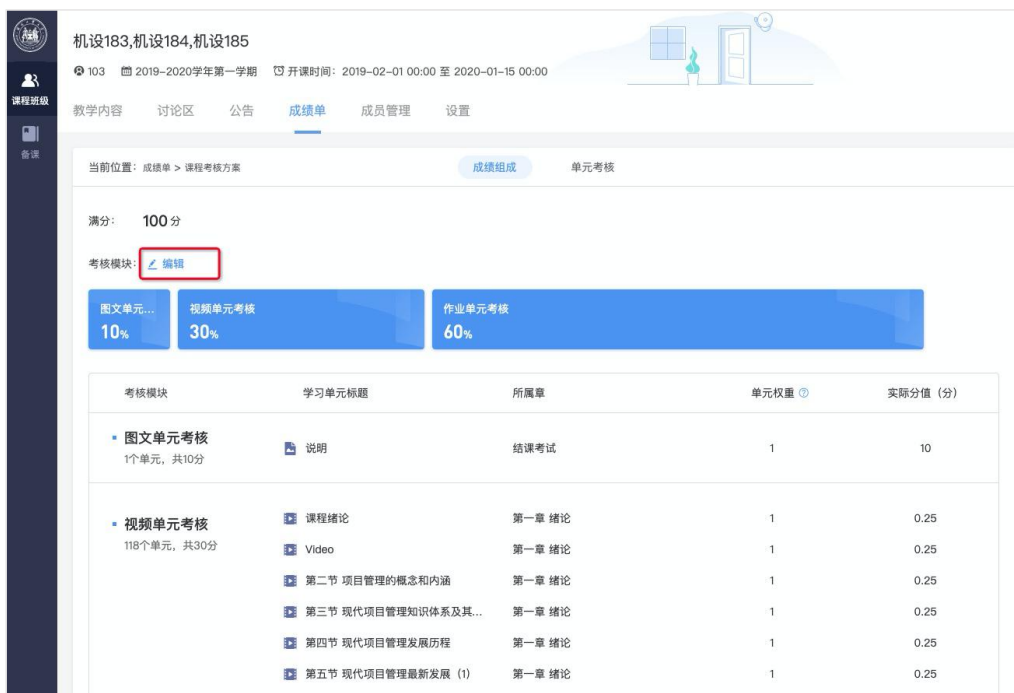 机设183,机设184,机设185
103 2019-2020学年第一学期 开课时间：2019-02-01 00:00 至 2020-01-15 00:00
课程班级
教学内容 讨论区 公告 成绩单 成员管理 设置
备课
当前位置：成绩单 > 课程考核方案 成绩组成 单元考核
满分： 100 分
考核模块： 编辑
图文单元... 视频单元考核 作业单元考核
10% 30% 60%
考核模块 学习单元标题 所属章 单元权重 实际分值（分）
图文单元考核 说明 结课考试 1 10
1个单元，共10分
课程绪论 第一章 绪论 1 0.25
视频单元考核
118个单元，共30分 Video 第一章 绪论 1 0.25
第二节 项目管理的概念和内涵 第一章 绪论 1 0.25
第三节 现代项目管理知识体系及其... 第一章 绪论 1 0.25
第四节 现代项目管理发展历程 第一章 绪论 1 0.25
第五节 现代项目管理最新发展（1） 第一章 绪论 1 0.25